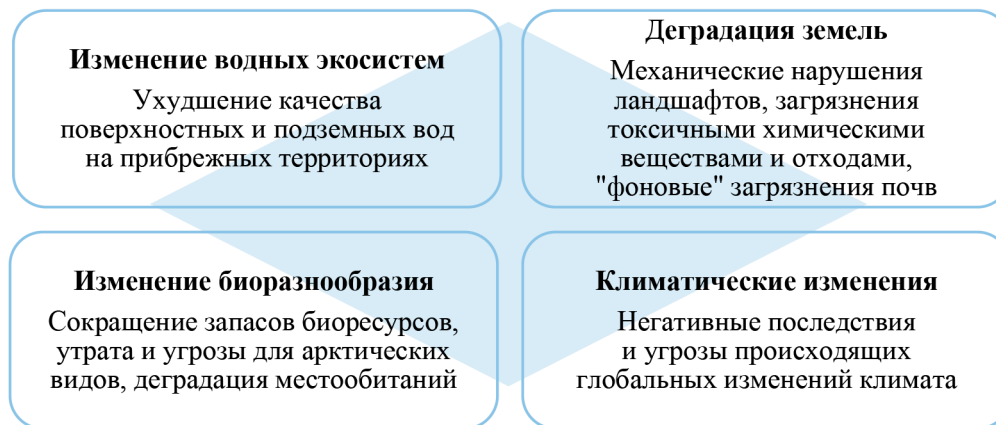 Изменение водных экосистем
Ухудшение качества
поверхностных и подземных вод
на прибрежных территориях
Деградация земель
Механические нарушения
ландшафтов, загрязнения
токсичными химическими
веществами и отходами,
"фоновые" загрязнения почв
Изменение биоразнообразия
Сокращение запасов биоресурсов,
утрата и угрозы для арктических
видов, деградация местообитаний
Климатические изменения
Негативные последствия
и угрозы происходящих
глобальных изменений климата